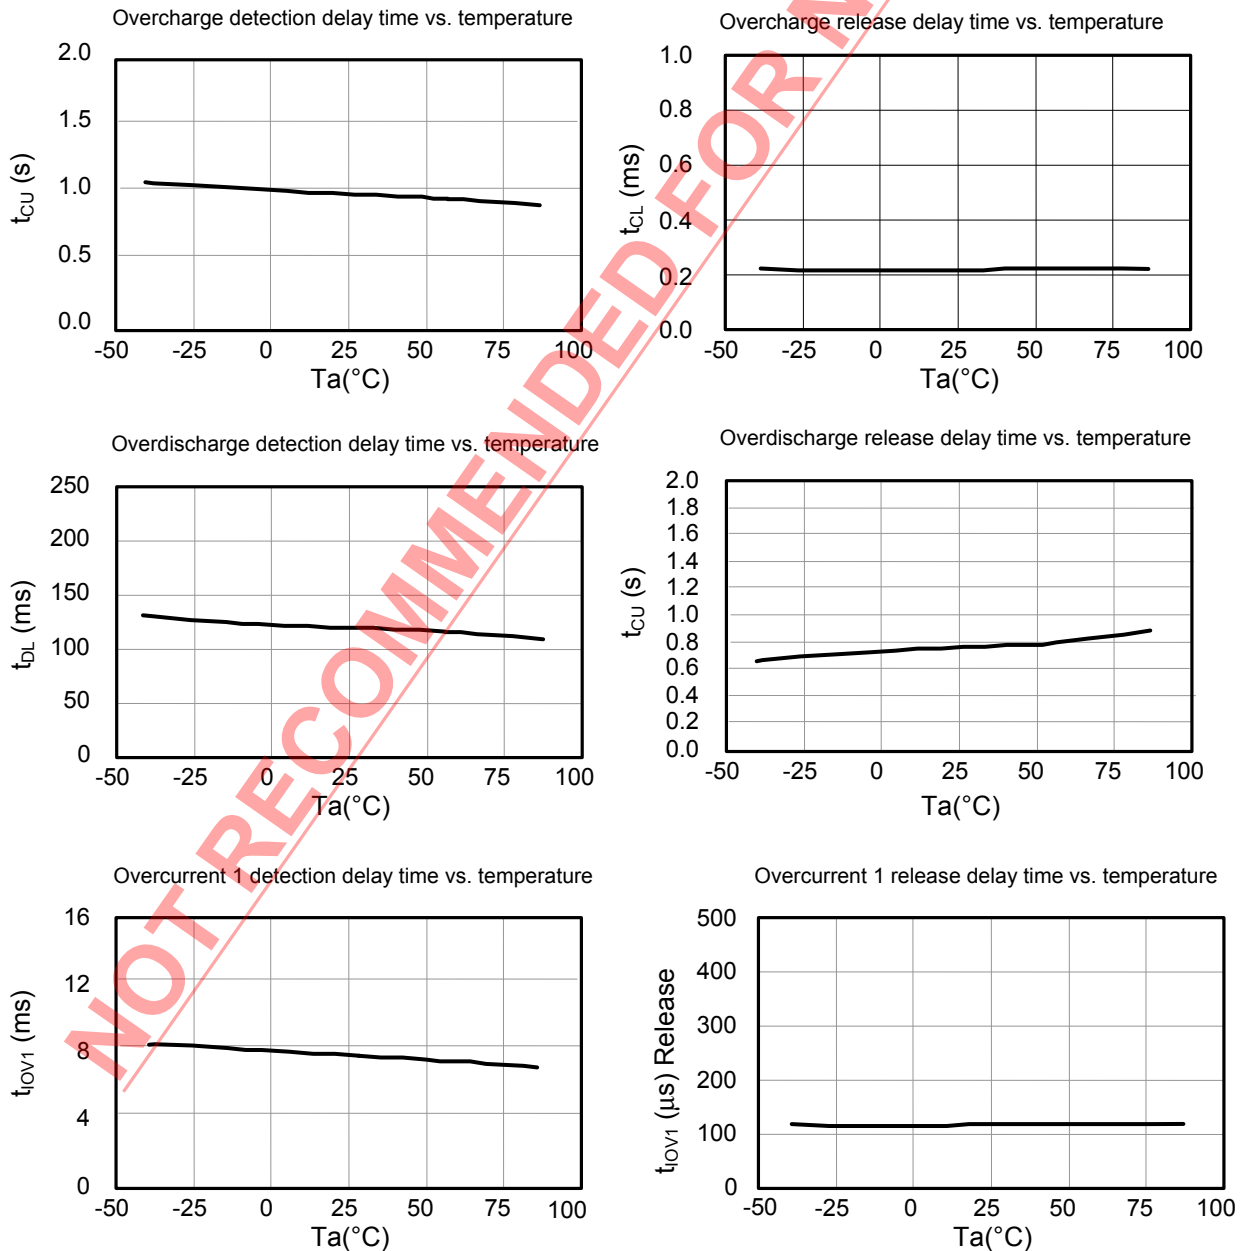 Overcharge detection delay time vs. temperature
2.0
1.5
1.0
0.5
0.0
tCU (s)
-50 -25 0 25 50 75 100
Ta(°C)
Overcharge release delay time vs. temperature
1.0
0.8
0.6
0.4
0.2
0.0
tCL (ms)
-50 -25 0 25 50 75 100
Ta(°C)
Overdischarge detection delay time vs. temperature
250
200
150
100
50
0
tDL (ms)
-50 -25 0 25 50 75 100
Ta(°C)
Overdischarge release delay time vs. temperature
2.0
1.8
1.6
1.4
1.2
1.0
0.8
0.6
0.4
0.2
0.0
tCU (s)
-50 -25 0 25 50 75 100
Ta(°C)
Overcurrent 1 detection delay time vs. temperature
16
12
8
4
0
tIOV1 (ms)
-50 -25 0 25 50 75 100
Ta(°C)
Overcurrent 1 release delay time vs. temperature
500
400
300
200
100
0
tIOV1 (μs) Release
-50 -25 0 25 50 75 100
Ta(°C)
NOT RECOMMENDED FOR